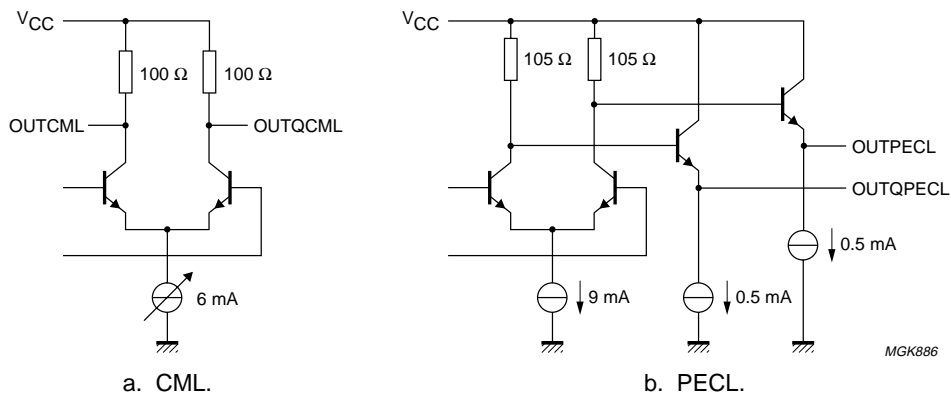 VCC
100 Ω
100 Ω
OUTCML
OUTQCML
6 mA
a. CML.
VCC
105 Ω
105 Ω
OUTPECL
OUTQPECL
0.5 mA
9 mA
0.5 mA
MGK886
b. PECL.